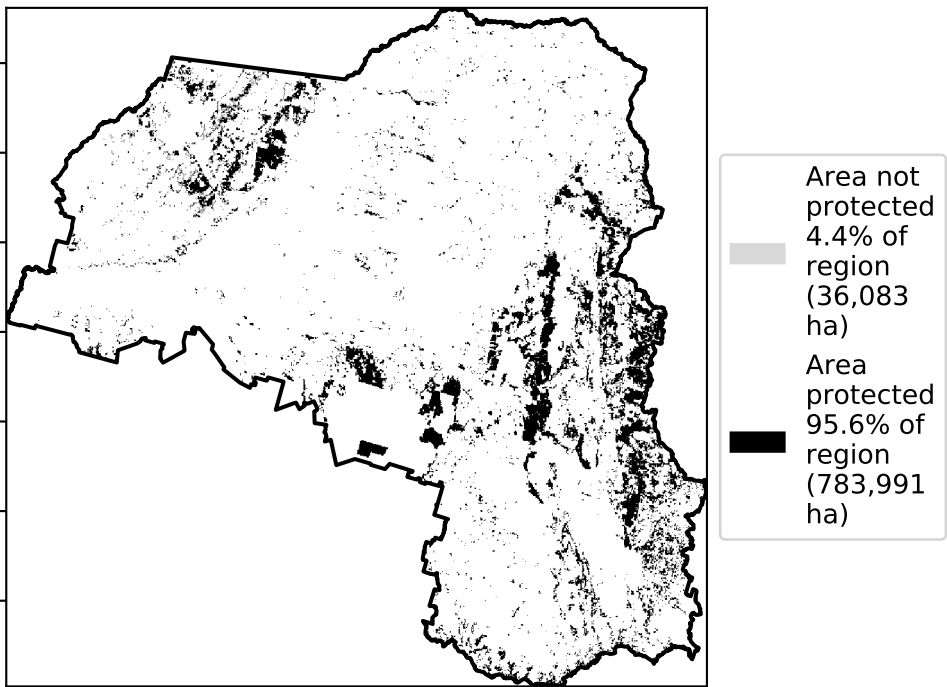 Area not
protected
4.4% of
region
(36,083
ha)
Area
protected
95.6% of
region
(783,991
ha)